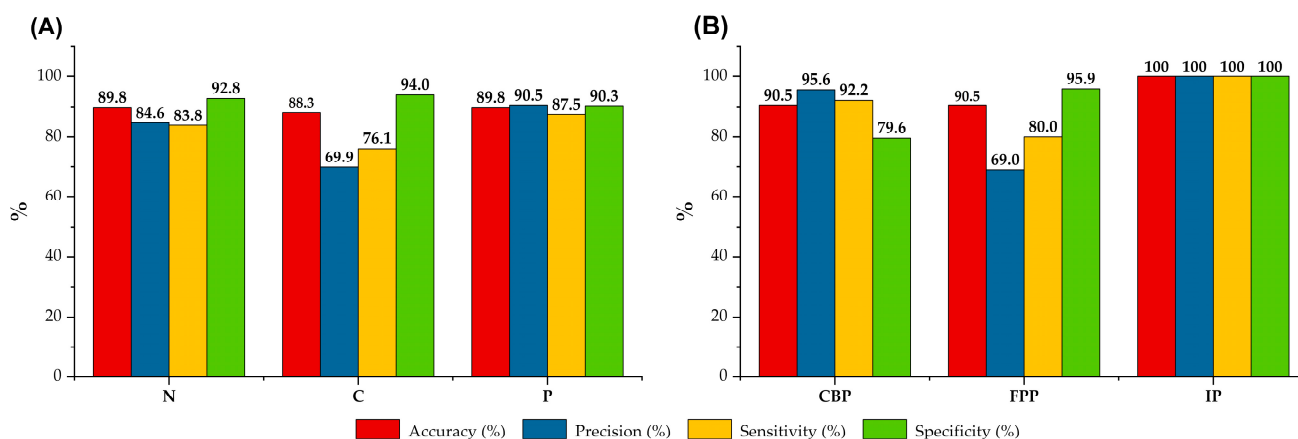 (A)
%
100
80
60
40
20
0
89.8 84.6 83.8 92.8
88.3 69.9 76.1 94.0
89.8 90.5 87.5 90.3
N C P
(B)
%
100
80
60
40
20
0
90.5 95.6 92.2 79.6
90.5 69.0 80.0 95.9
100 100 100 100
CBP FPP IP
Accuracy (%) Precision (%) Sensitivity (%) Specificity (%)